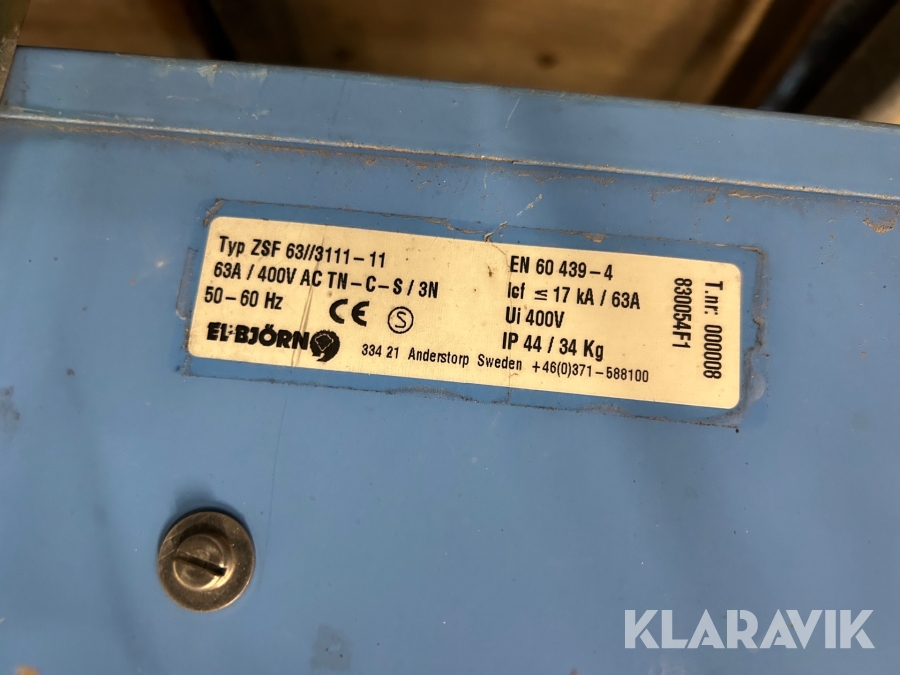 Typ ZSF 63//3111-11
63A / 400V AC TN-C-S / 3N
50-60 Hz
CE S
EL-BJÖRN
334 21 Anderstorp Sweden +46(0)371-588100
EN 60 439-4
Icf ≤ 17 kA / 63A
Ui 400V
IP 44 / 34 Kg
T.nr: 000008
830054F1
KLARAVIK